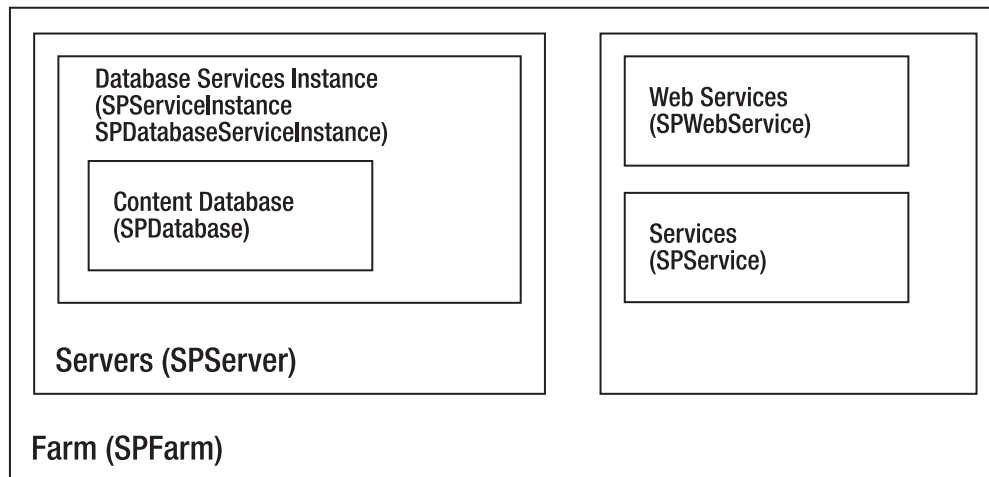 Database Services Instance
(SPServiceInstance
SPDatabaseServiceInstance)
Content Database
(SPDatabase)
Servers (SPServer)
Web Services
(SPWebService)
Services
(SPService)
Farm (SPFarm)